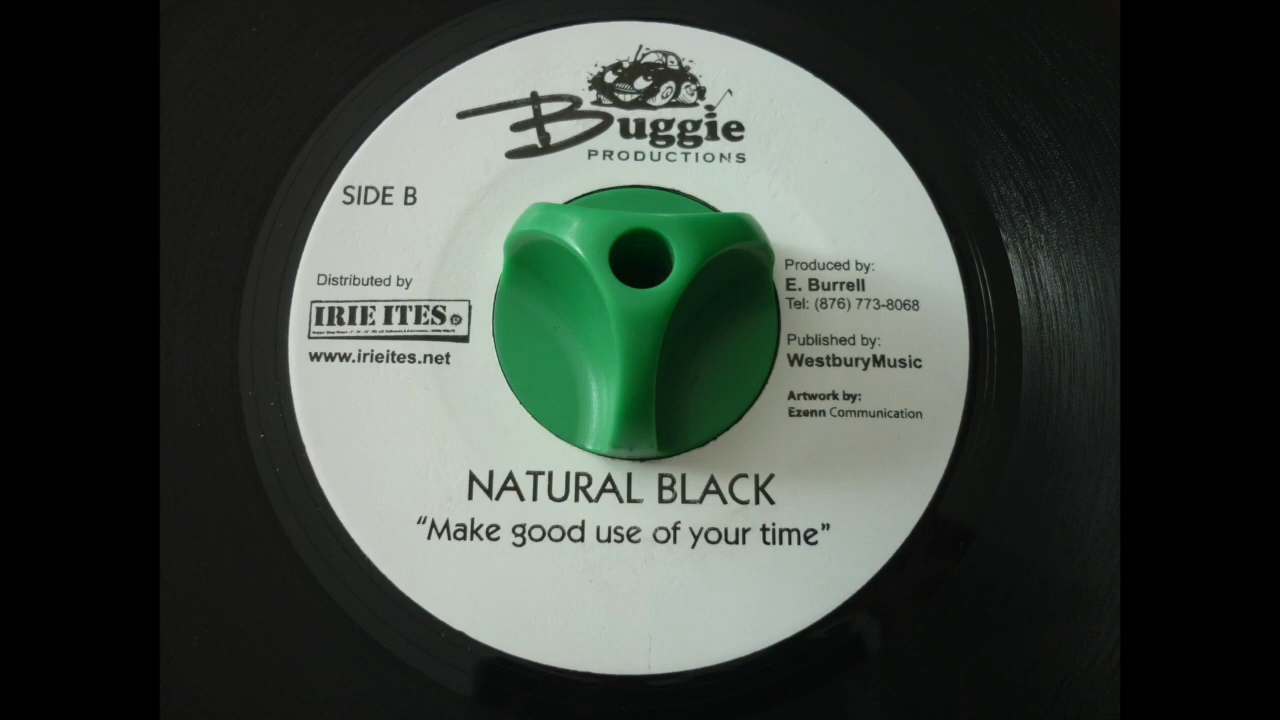 Buggie
PRODUCTIONS
SIDE B
Distributed by
IRIE ITES
www.irieites.net
Produced by:
E. Burrell
Tel: (876) 773-8068
Published by:
WestburyMusic
Artwork by:
Ezenn Communication
NATURAL BLACK
“Make good use of your time”